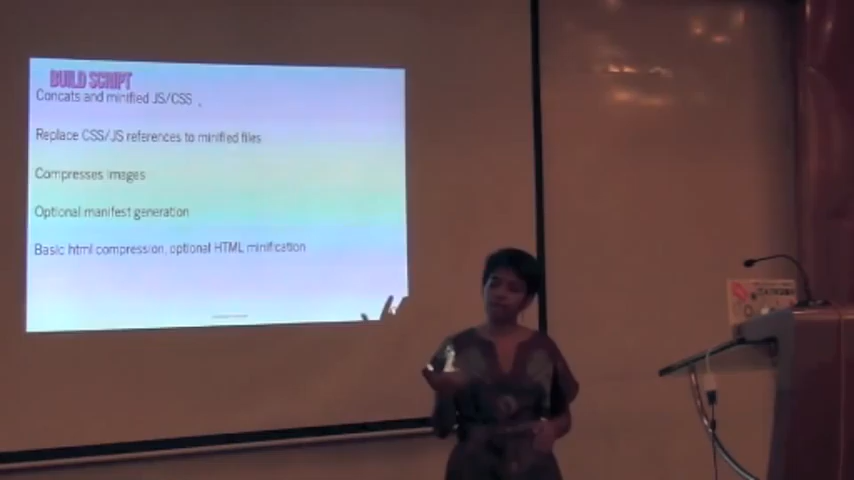 BUILD SCRIPT
Concats and minified JS/CSS
Replace CSS/JS references to minified files
Compresses images
Optional manifest generation
Basic html compression, optional HTML minification